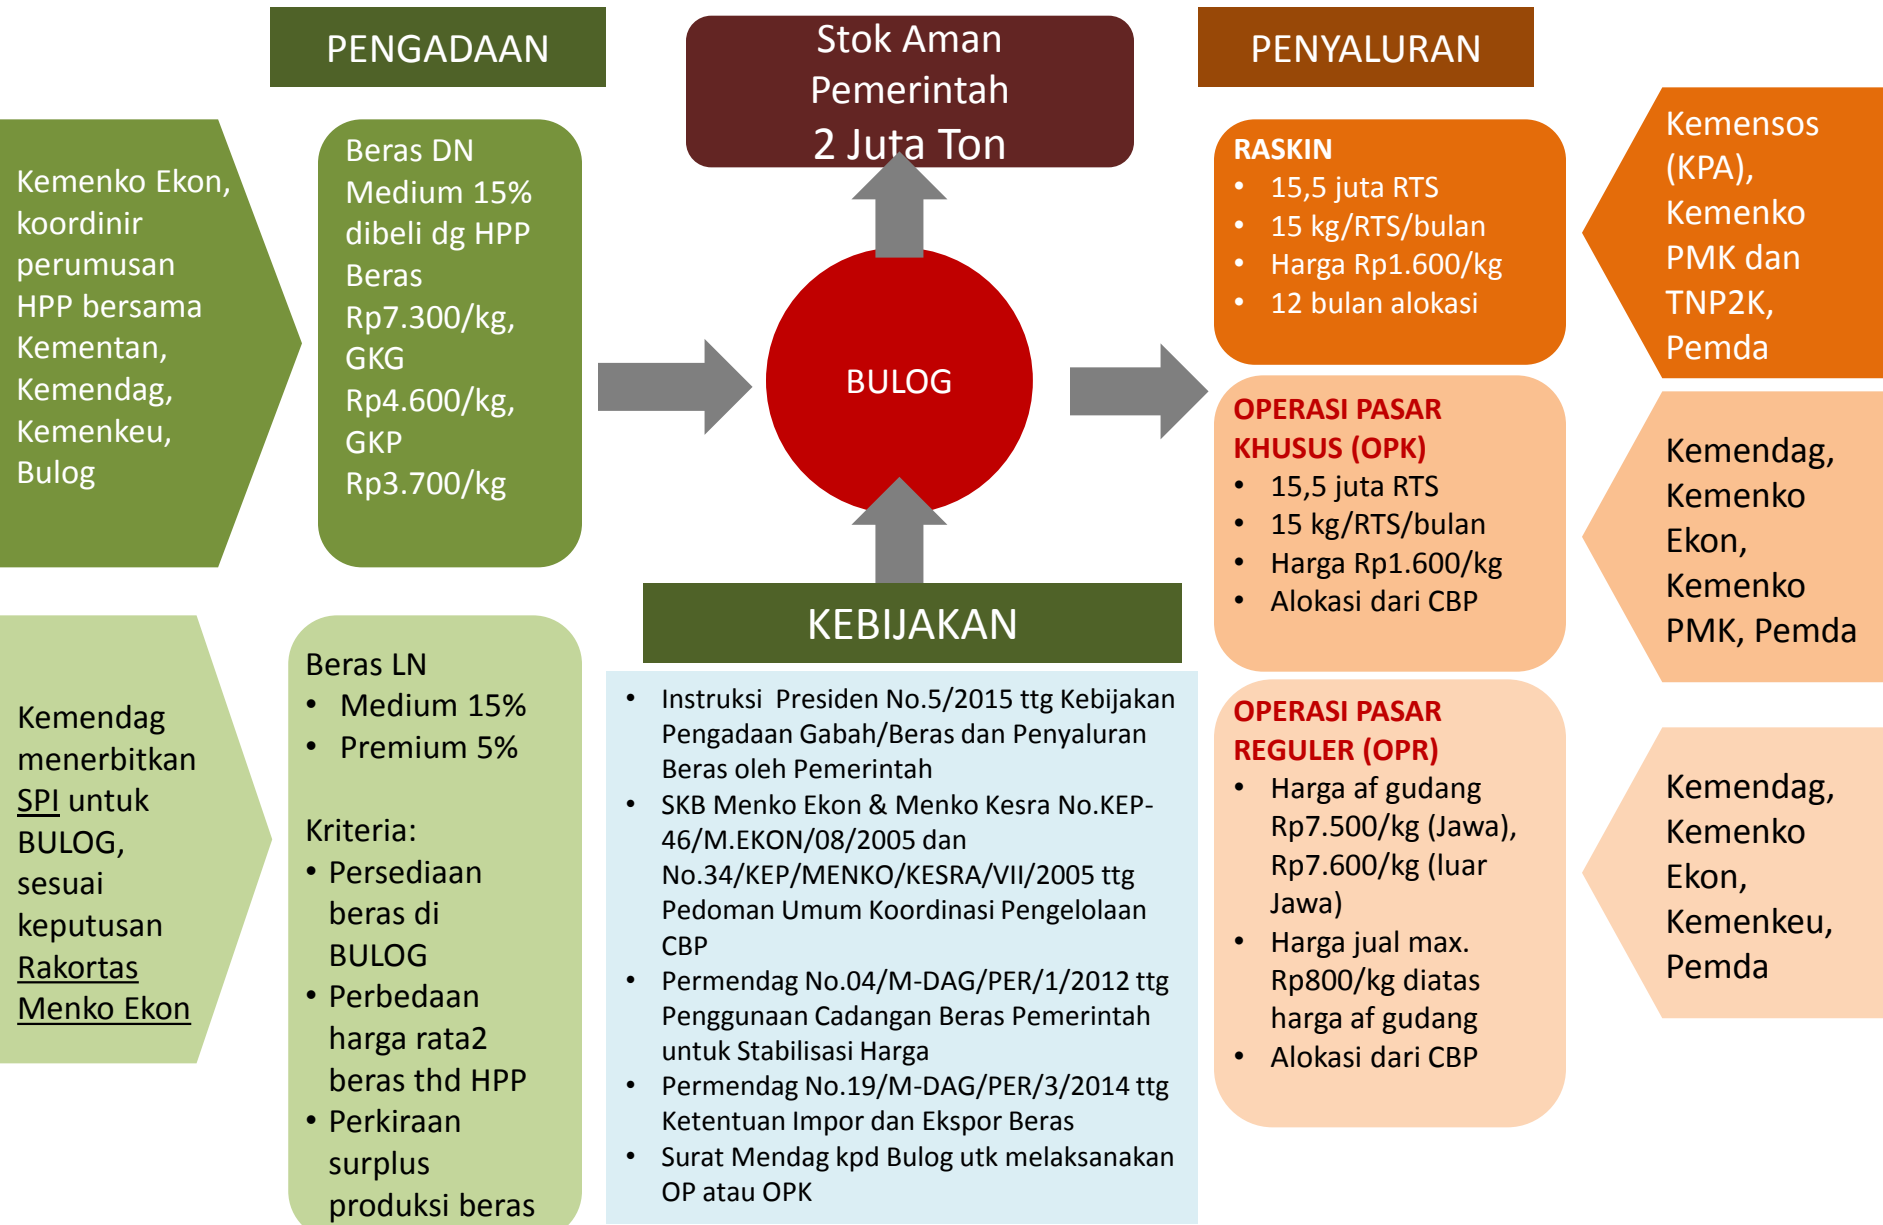 PENGADAAN
Kemenko Ekon,
koordinir
perumusan
HPP bersama
Kementan,
Kemendag,
Kemenkeu,
Bulog
Beras DN
Medium 15%
dibeli dg HPP
Beras
Rp7.300/kg,
GKG
Rp4.600/kg,
GKP
Rp3.700/kg
Kemendag
menerbitkan
SPI untuk
BULOG,
sesuai
keputusan
Rakortas
Menko Ekon
Beras LN
• Medium 15%
• Premium 5%
Kriteria:
• Persediaan
beras di
BULOG
• Perbedaan
harga rata2
beras thd HPP
• Perkiraan
surplus
produksi beras
Stok Aman
Pemerintah
2 Juta Ton
BULOG
KEBIJAKAN
• Instruksi Presiden No.5/2015 ttg Kebijakan
Pengadaan Gabah/Beras dan Penyaluran
Beras oleh Pemerintah
• SKB Menko Ekon & Menko Kesra No.KEP-
46/M.EKON/08/2005 dan
No.34/KEP/MENKO/KESRA/VII/2005 ttg
Pedoman Umum Koordinasi Pengelolaan
CBP
• Permendag No.04/M-DAG/PER/1/2012 ttg
Penggunaan Cadangan Beras Pemerintah
untuk Stabilisasi Harga
• Permendag No.19/M-DAG/PER/3/2014 ttg
Ketentuan Impor dan Ekspor Beras
• Surat Mendag kpd Bulog utk melaksanakan
OP atau OPK
PENYALURAN
RASKIN
• 15,5 juta RTS
• 15 kg/RTS/bulan
• Harga Rp1.600/kg
• 12 bulan alokasi
Kemensos
(KPA),
Kemenko
PMK dan
TNP2K,
Pemda
OPERASI PASAR
KHUSUS (OPK)
• 15,5 juta RTS
• 15 kg/RTS/bulan
• Harga Rp1.600/kg
• Alokasi dari CBP
Kemendag,
Kemenko
Ekon,
Kemenko
PMK, Pemda
OPERASI PASAR
REGULER (OPR)
• Harga af gudang
Rp7.500/kg (Jawa),
Rp7.600/kg (luar
Jawa)
• Harga jual max.
Rp800/kg diatas
harga af gudang
• Alokasi dari CBP
Kemendag,
Kemenko
Ekon,
Kemenkeu,
Pemda